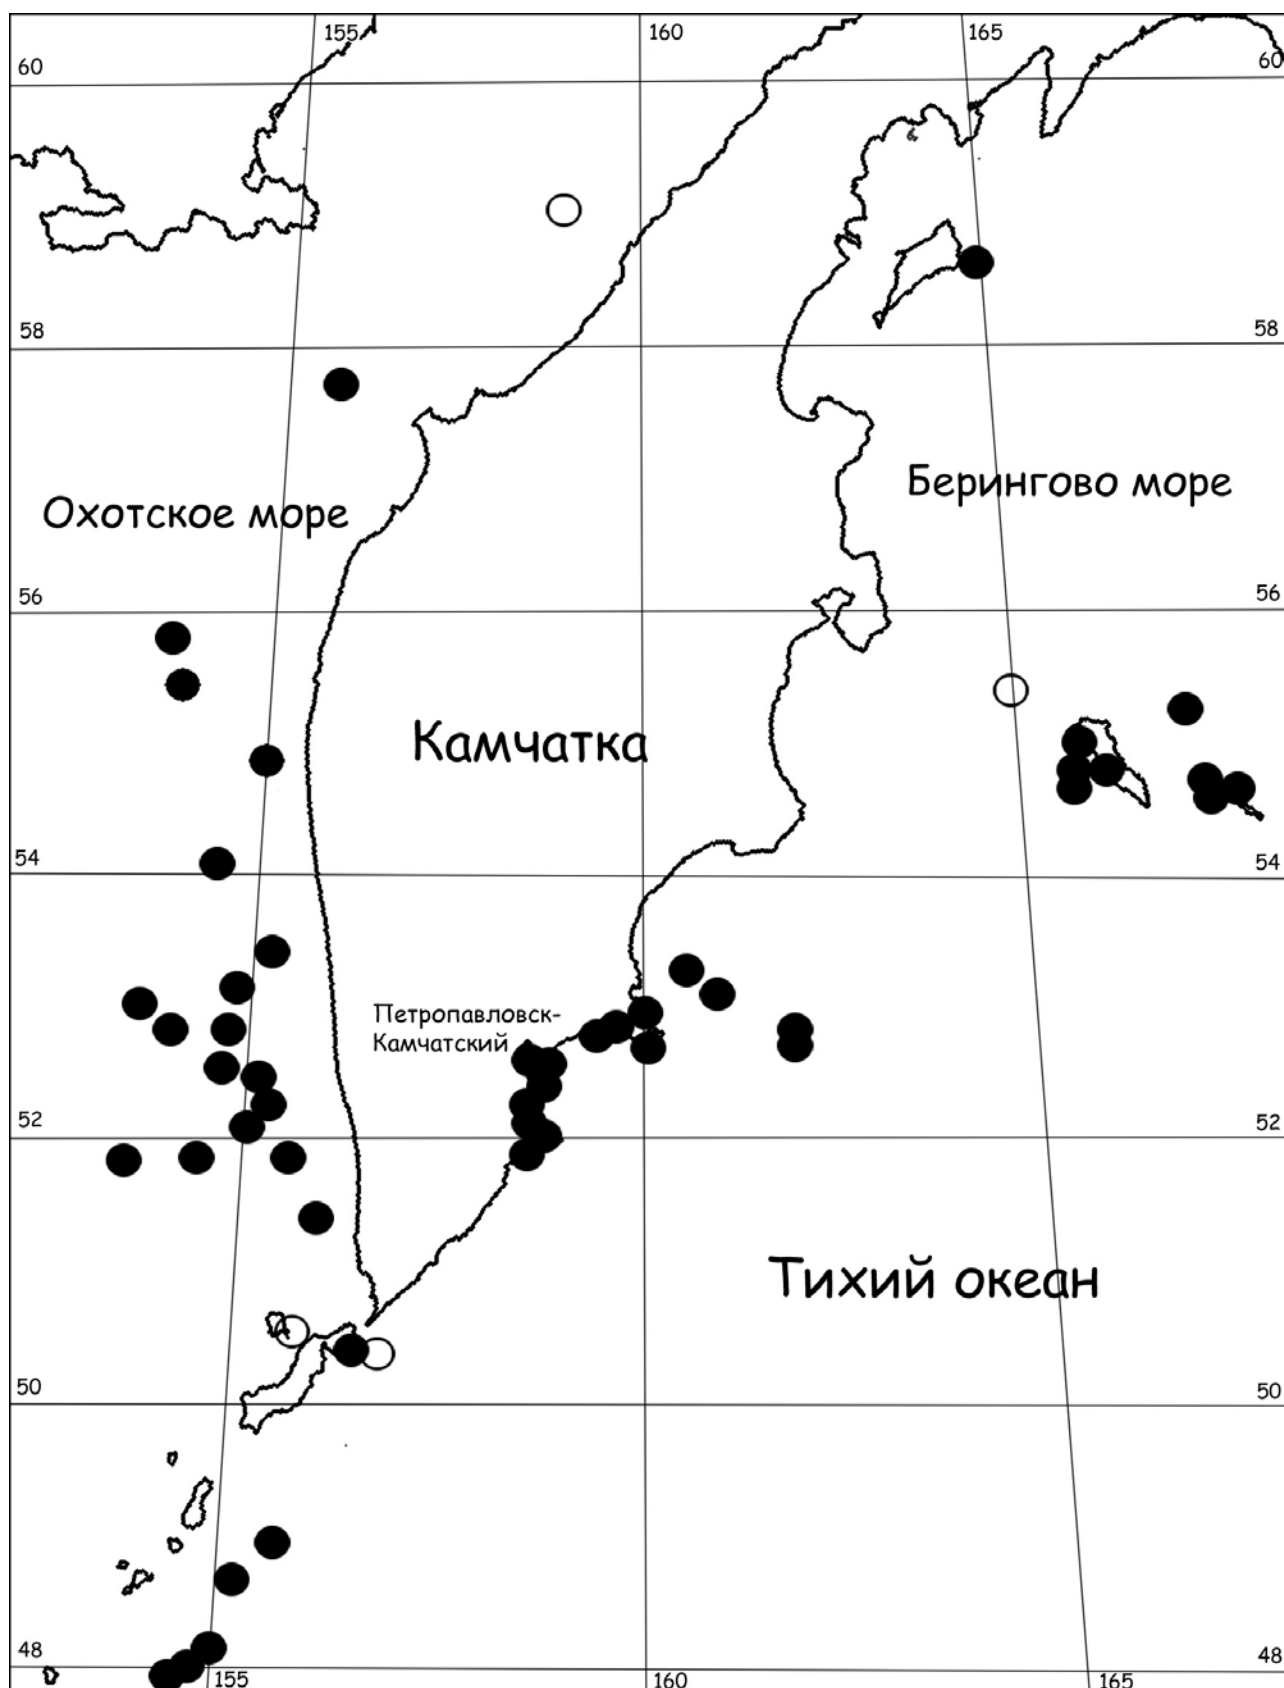 155 160 165
60 60
58 58
Берингово море
Охотское море
56 56
Камчатка
54 54
Петропавловск-
Камчатский
52 52
Тихий океан
50 50
48 48
155 160 165